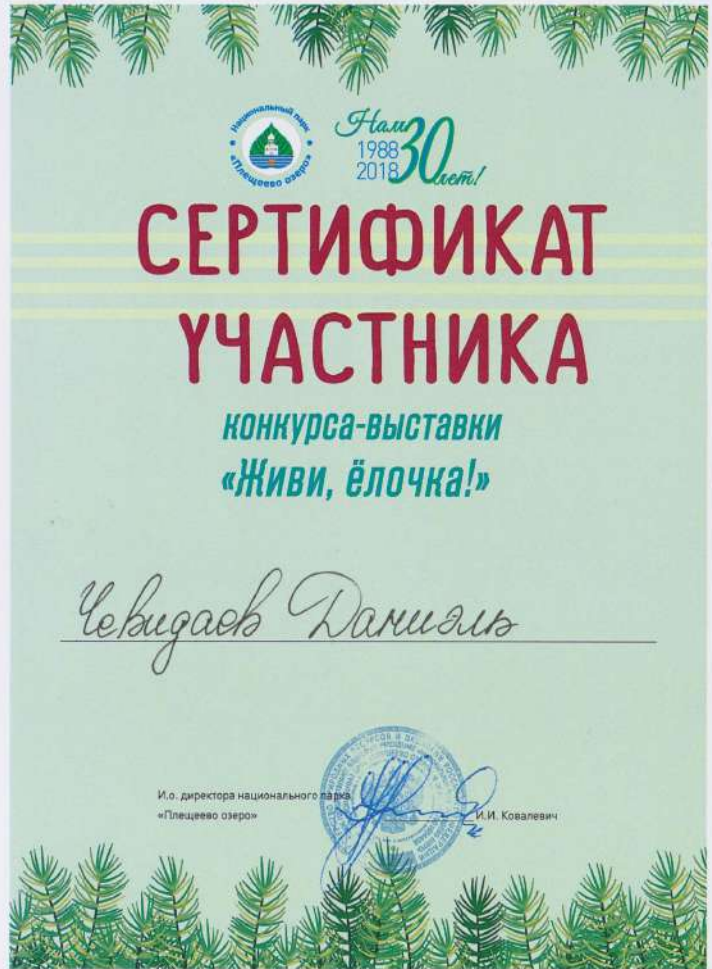 Национальный парк
«Плещеево озеро»
Нам 30 лет!
1988
2018
СЕРТИФИКАТ
УЧАСТНИКА
конкурса-выставки
«Живи, ёлочка!»
Чевидаев Даниэль
И.о. директора национального парка
«Плещеево озеро»
И.И. Ковалевич